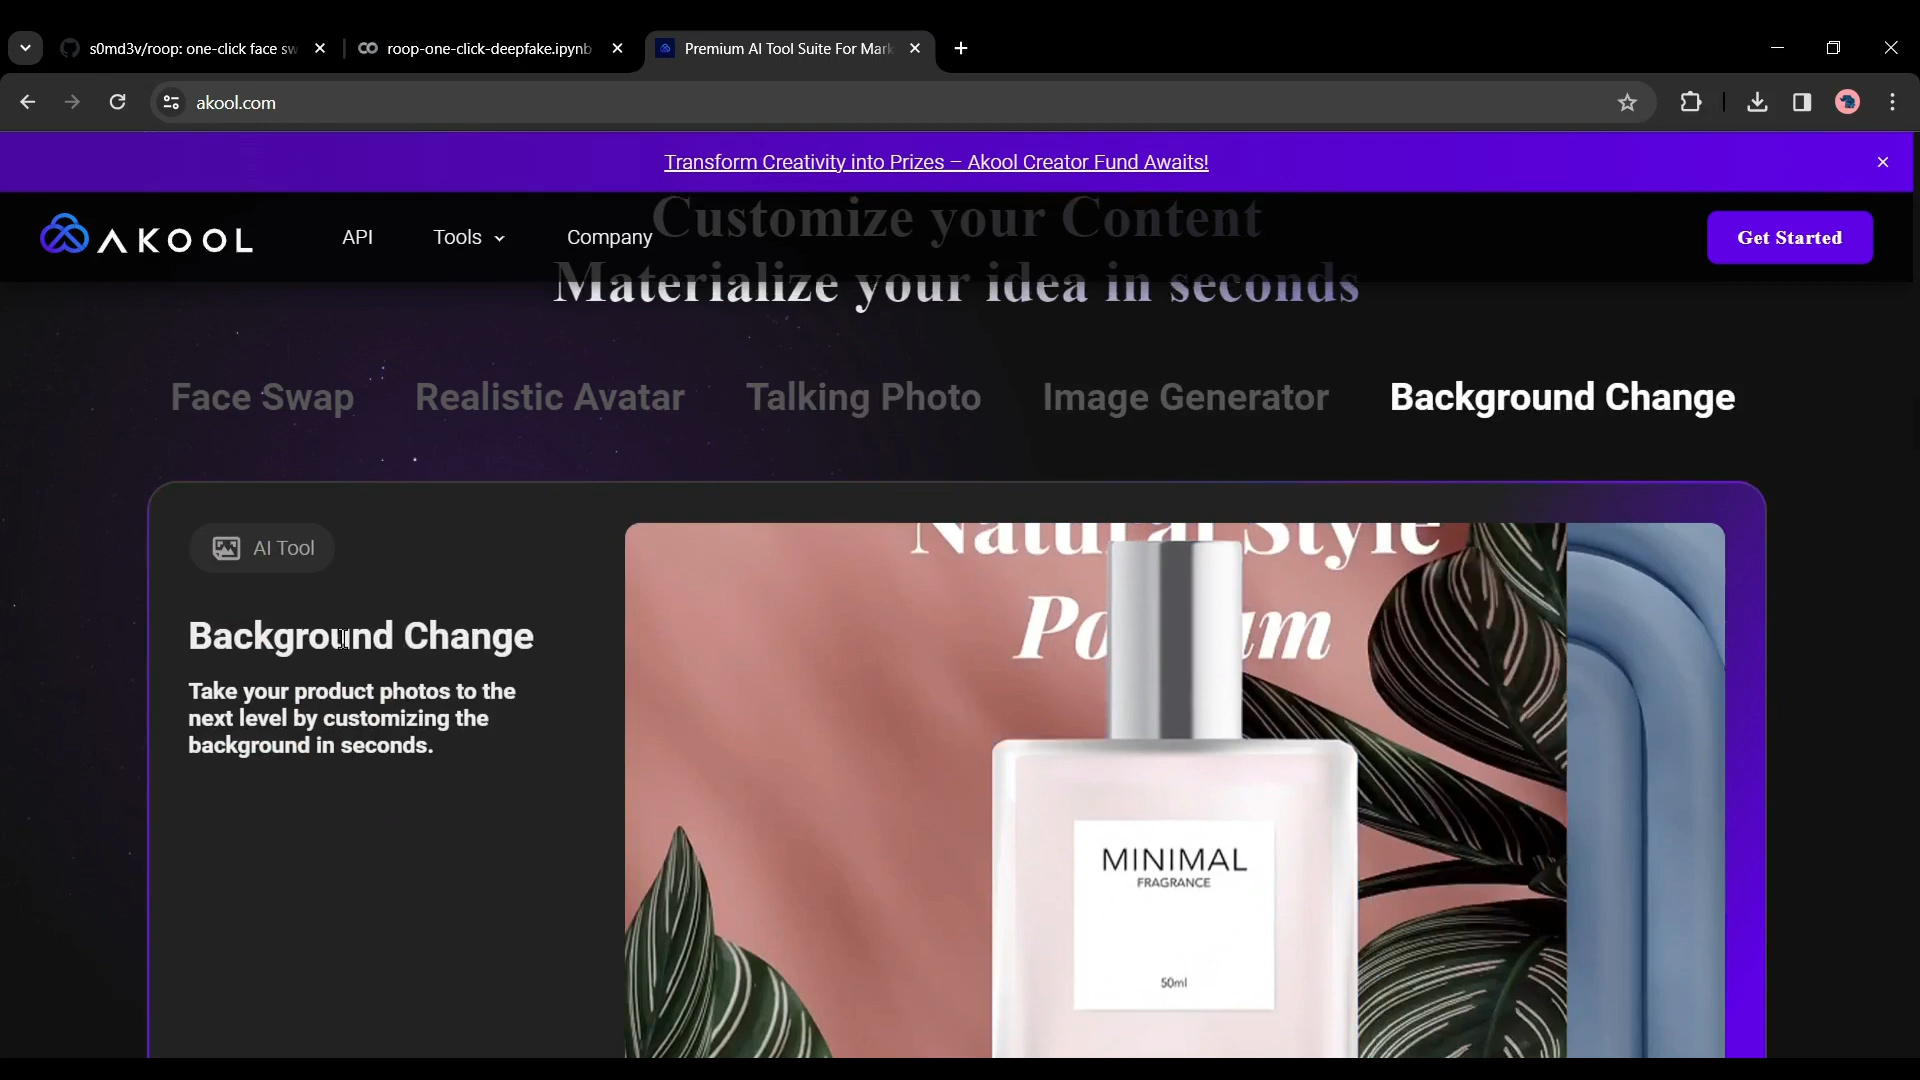 s0md3v/roop: one-click face sw
roop-one-click-deepfake.ipynb
Premium AI Tool Suite For Mark
akool.com
Transform Creativity into Prizes – Akool Creator Fund Awaits!
AKOOL
API
Tools
Company
Get Started
Customize your Content
Materialize your idea in seconds
Face Swap
Realistic Avatar
Talking Photo
Image Generator
Background Change
AI Tool
Background Change
Take your product photos to the
next level by customizing the
background in seconds.
Natural Style
MINIMAL
FRAGRANCE
50ml